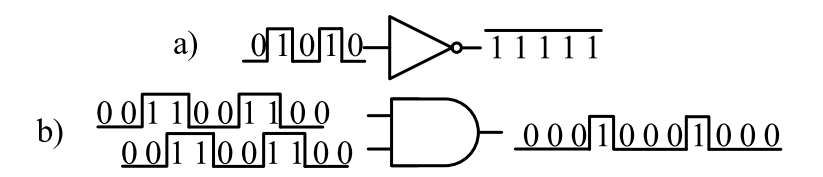 a) 0 1 0 1 0 1 1 1 1 1
0 0 1 1 0 0 1 1 0 0
b) 0 0 0 1 0 0 0 1 0 0 0
0 0 1 1 0 0 1 1 0 0